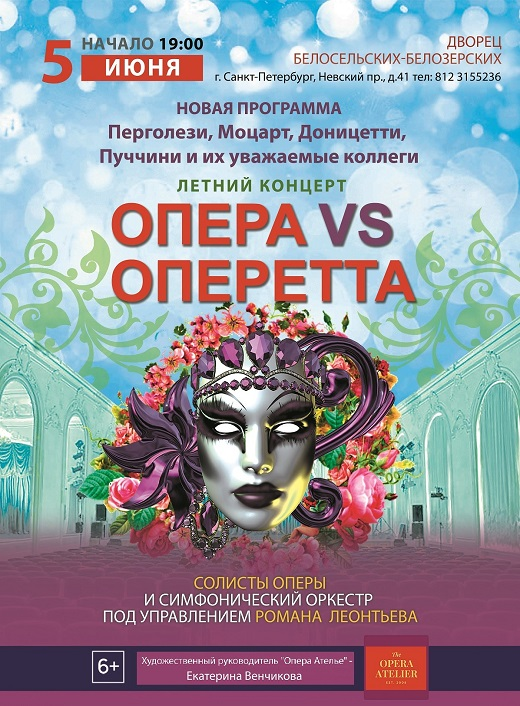 5
НАЧАЛО 19:00
ИЮНЯ
ДВОРЕЦ
БЕЛОСЕЛЬСКИХ-БЕЛОЗЕРСКИХ
г. Санкт-Петербург, Невский пр., д.41 тел: 812 3155236
НОВАЯ ПРОГРАММА
Перголези, Моцарт, Доницетти,
Пуччини и их уважаемые коллеги
ЛЕТНИЙ КОНЦЕРТ
ОПЕРА VS
ОПЕРЕТТА
СОЛИСТЫ ОПЕРЫ
И СИМФОНИЧЕСКИЙ ОРКЕСТР
ПОД УПРАВЛЕНИЕМ РОМАНА ЛЕОНТЬЕВА
6+
Художественный руководитель "Опера Ателье" -
Екатерина Венчикова
The
OPERA
ATELIER